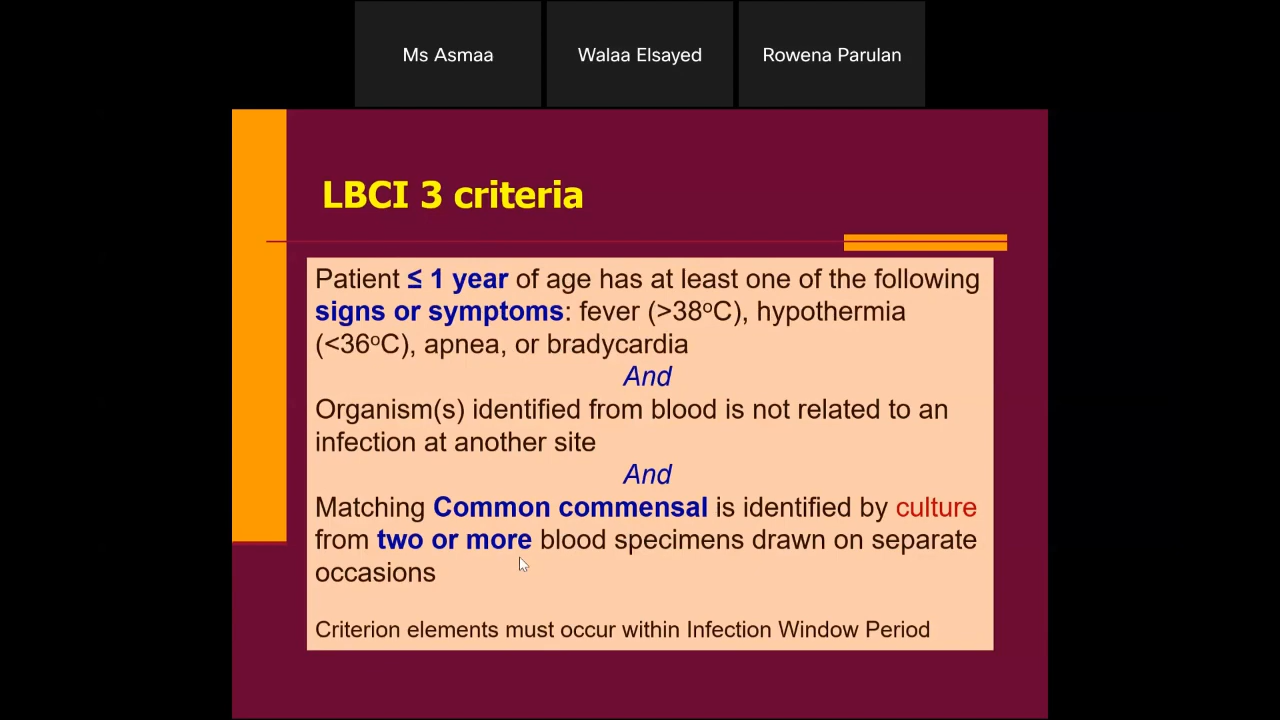 Ms Asmaa
Walaa Elsayed
Rowena Parulan
LBCI 3 criteria
Patient ≤ 1 year of age has at least one of the following
signs or symptoms: fever (>38°C), hypothermia
(<36°C), apnea, or bradycardia
And
Organism(s) identified from blood is not related to an
infection at another site
And
Matching Common commensal is identified by culture
from two or more blood specimens drawn on separate
occasions
Criterion elements must occur within Infection Window Period